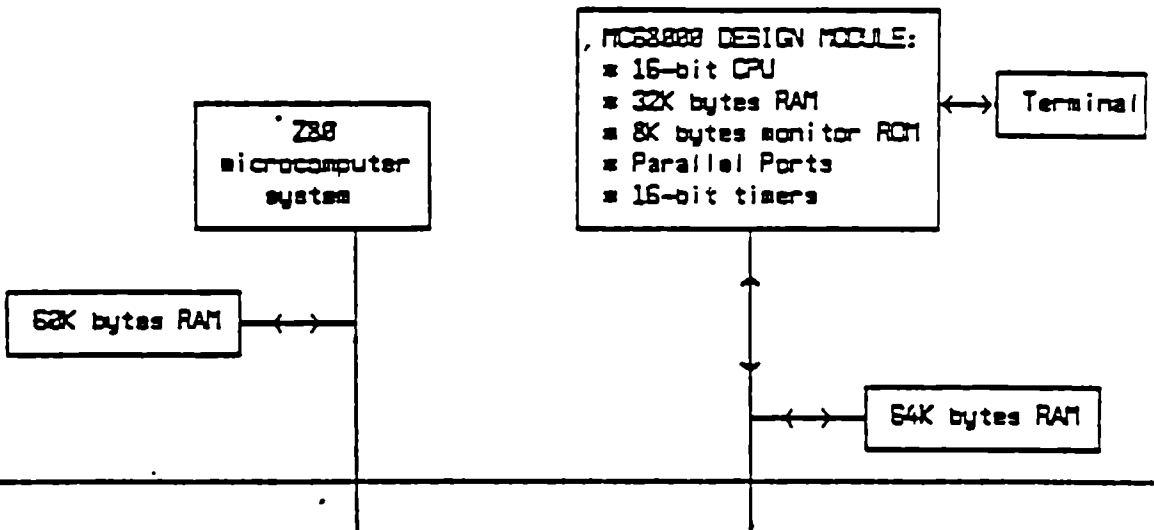 MC68000 DESIGN MODULE:
* 16-bit CPU
* 32K bytes RAM
* 8K bytes monitor ROM
* Parallel Ports
* 16-bit timers
Terminal
Z80
microcomputer
system
60K bytes RAM
64K bytes RAM